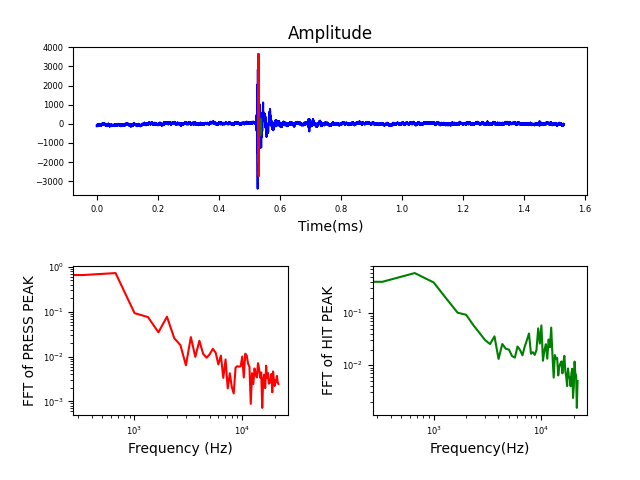 Amplitude
4000
3000
2000
1000
0
−1000
−2000
−3000
0.0 0.2 0.4 0.6 0.8 1.0 1.2 1.4 1.6
Time(ms)
FFT of PRESS PEAK
10⁰
10⁻¹
10⁻²
10⁻³
10³ 10⁴
Frequency (Hz)
FFT of HIT PEAK
10⁻¹
10⁻²
10³ 10⁴
Frequency(Hz)